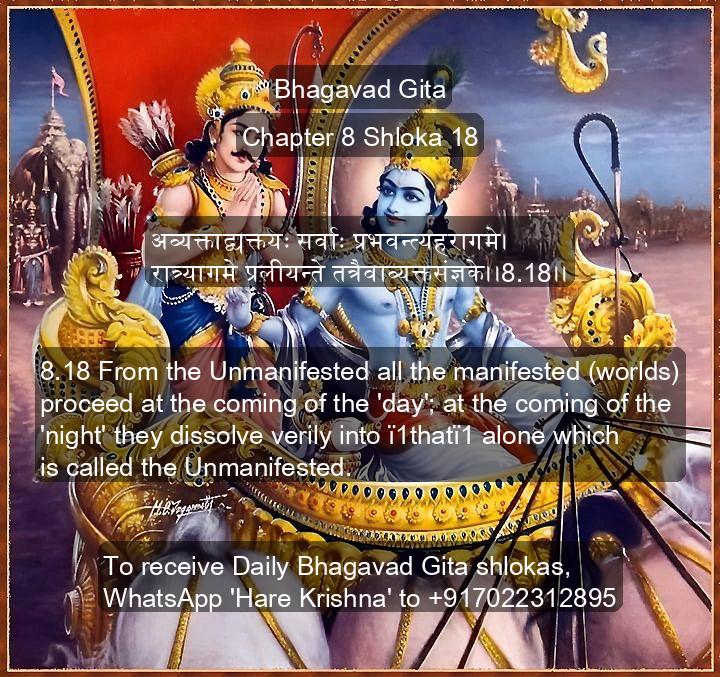 Bhagavad Gita
Chapter 8 Shloka 18
अव्यक्ताद्व्यक्तयः सर्वाः प्रभवन्त्यहरागमे।
रात्र्यागमे प्रलीयन्ते तत्रैवाव्यक्तसंज्ञके।।8.18।।
8.18 From the Unmanifested all the manifested (worlds)
proceed at the coming of the 'day'; at the coming of the
'night' they dissolve verily into ï1thatï1 alone which
is called the Unmanifested.
To receive Daily Bhagavad Gita shlokas,
WhatsApp 'Hare Krishna' to +917022312895